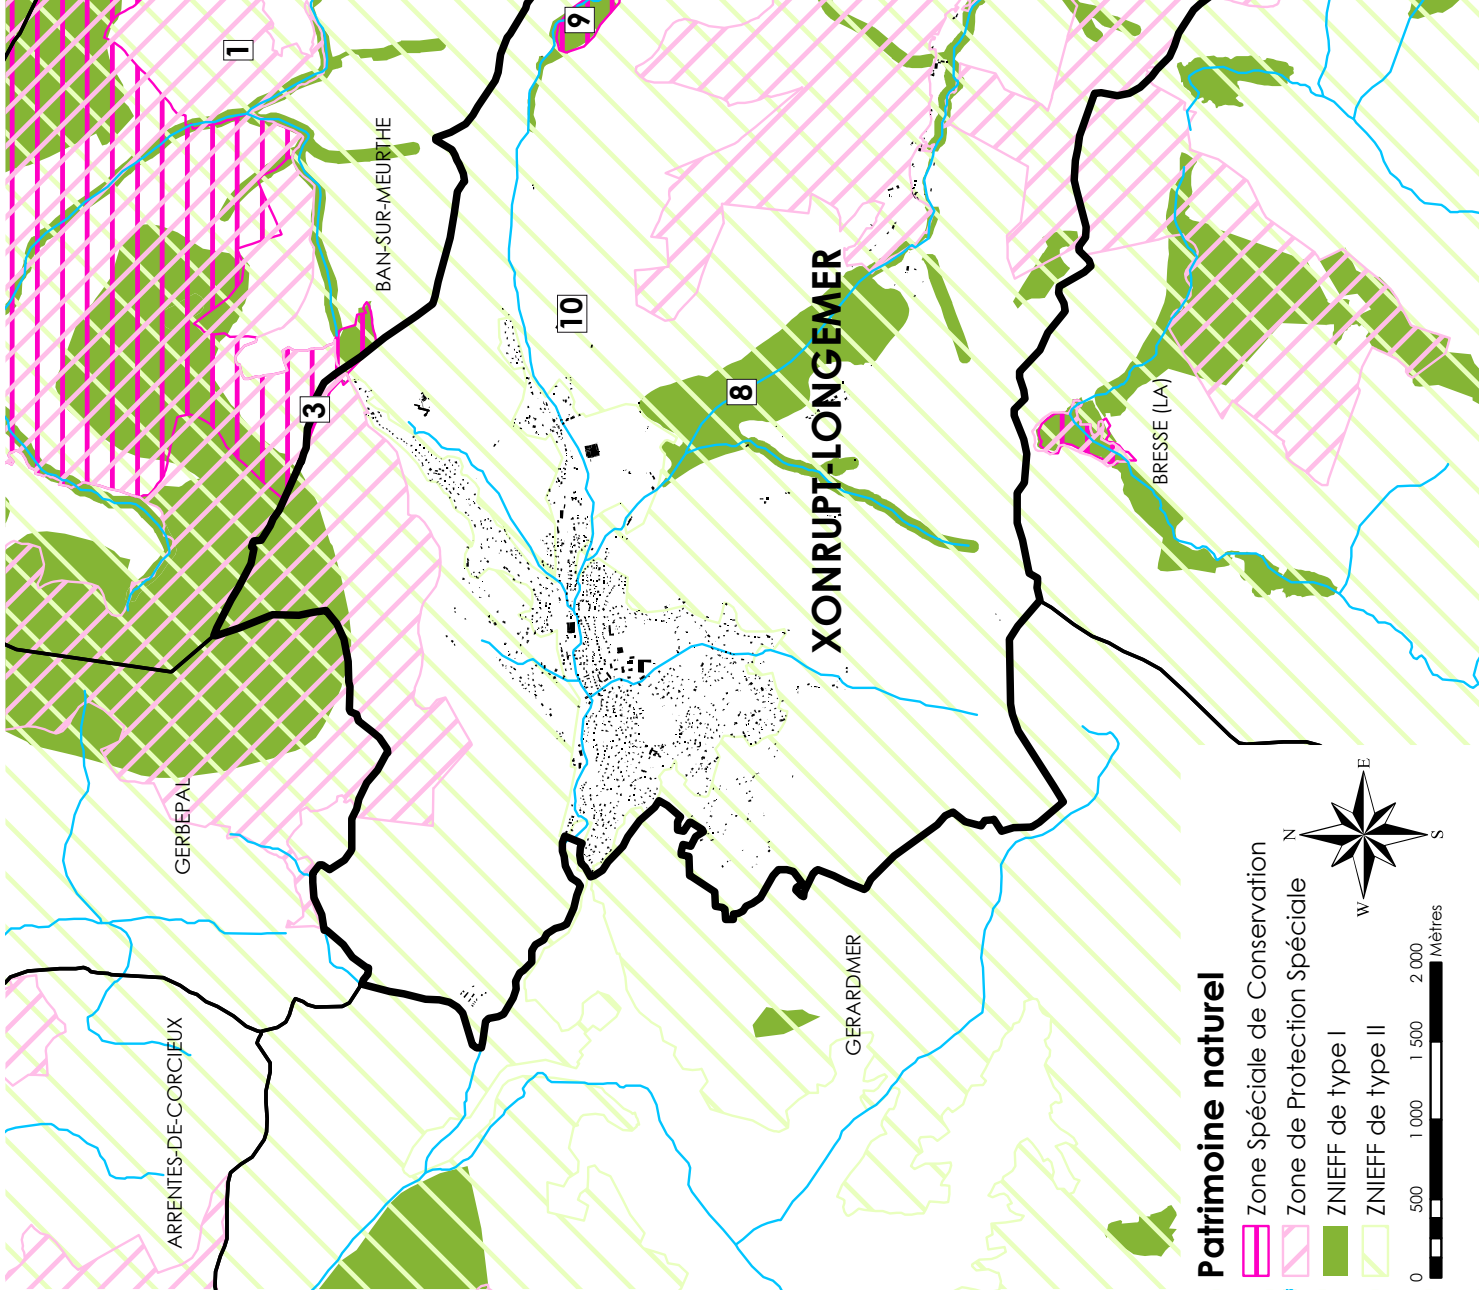 1
9
BAN-SUR-MEURTHE
10
3
8
XONRUPT-LONGEMER
BRESSE (LA)
GERBEPAL
GERARDMER
ARRENTES-DE-CORCIEUX
N
E
S
W
Patrimoine naturel
Zone Spéciale de Conservation
Zone de Protection Spéciale
ZNIEFF de type I
ZNIEFF de type II
0 500 1 000 1 500 2 000
Mètres